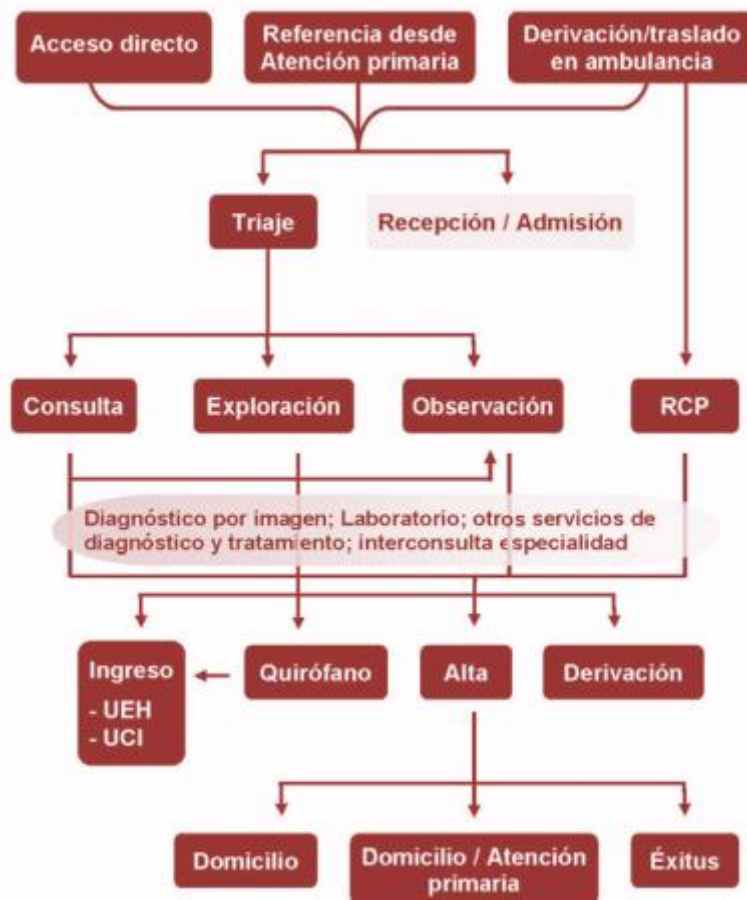 Acceso directo
Referencia desde
Atención primaria
Derivación/traslado
en ambulancia
Triaje
Recepción / Admisión
Consulta
Exploración
Observación
RCP
Diagnóstico por imagen; Laboratorio; otros servicios de
diagnóstico y tratamiento; interconsulta especialidad
Ingreso
- UEH
- UCI
Quirófano
Alta
Derivación
Domicilio
Domicilio / Atención
primaria
Éxitus